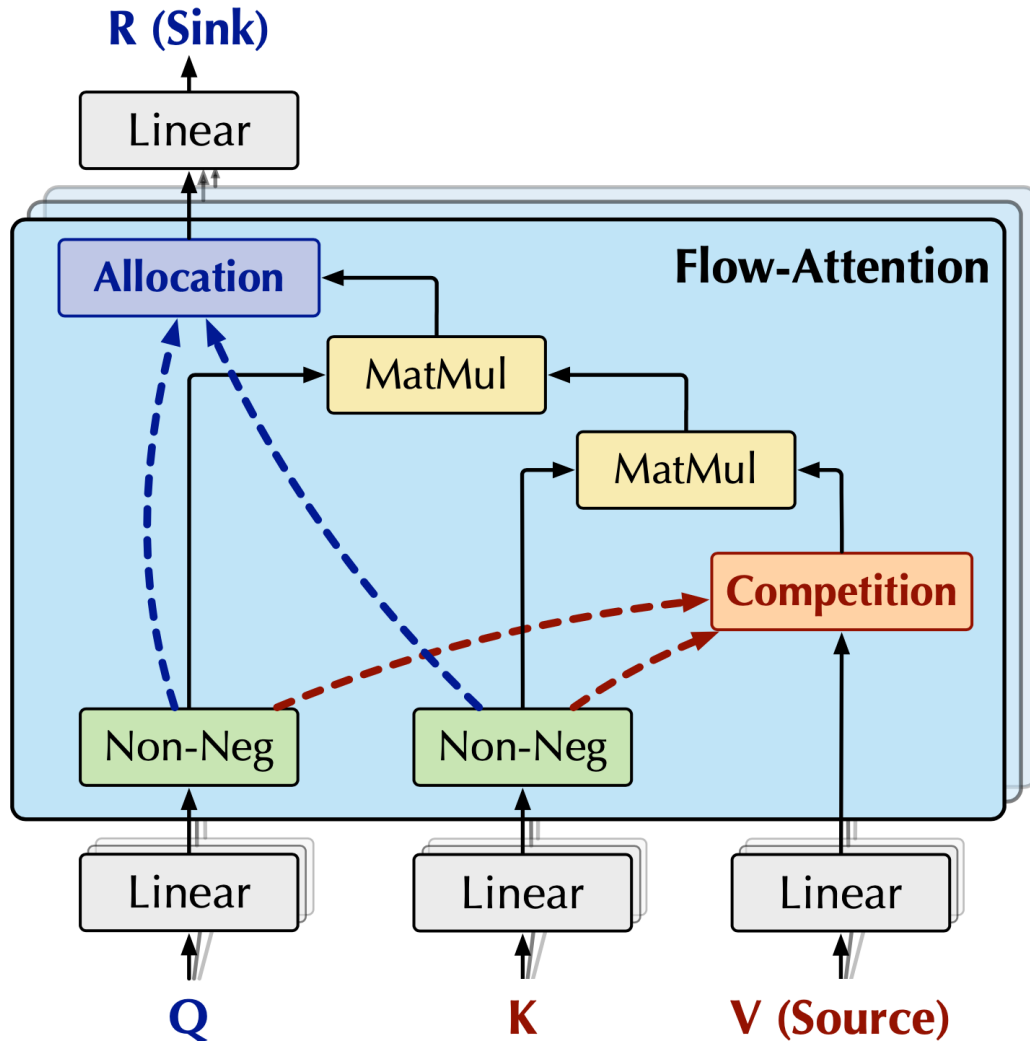 R (Sink)
Linear
Allocation
Flow-Attention
MatMul
MatMul
Competition
Non-Neg
Non-Neg
Linear
Linear
Linear
Q
K
V (Source)